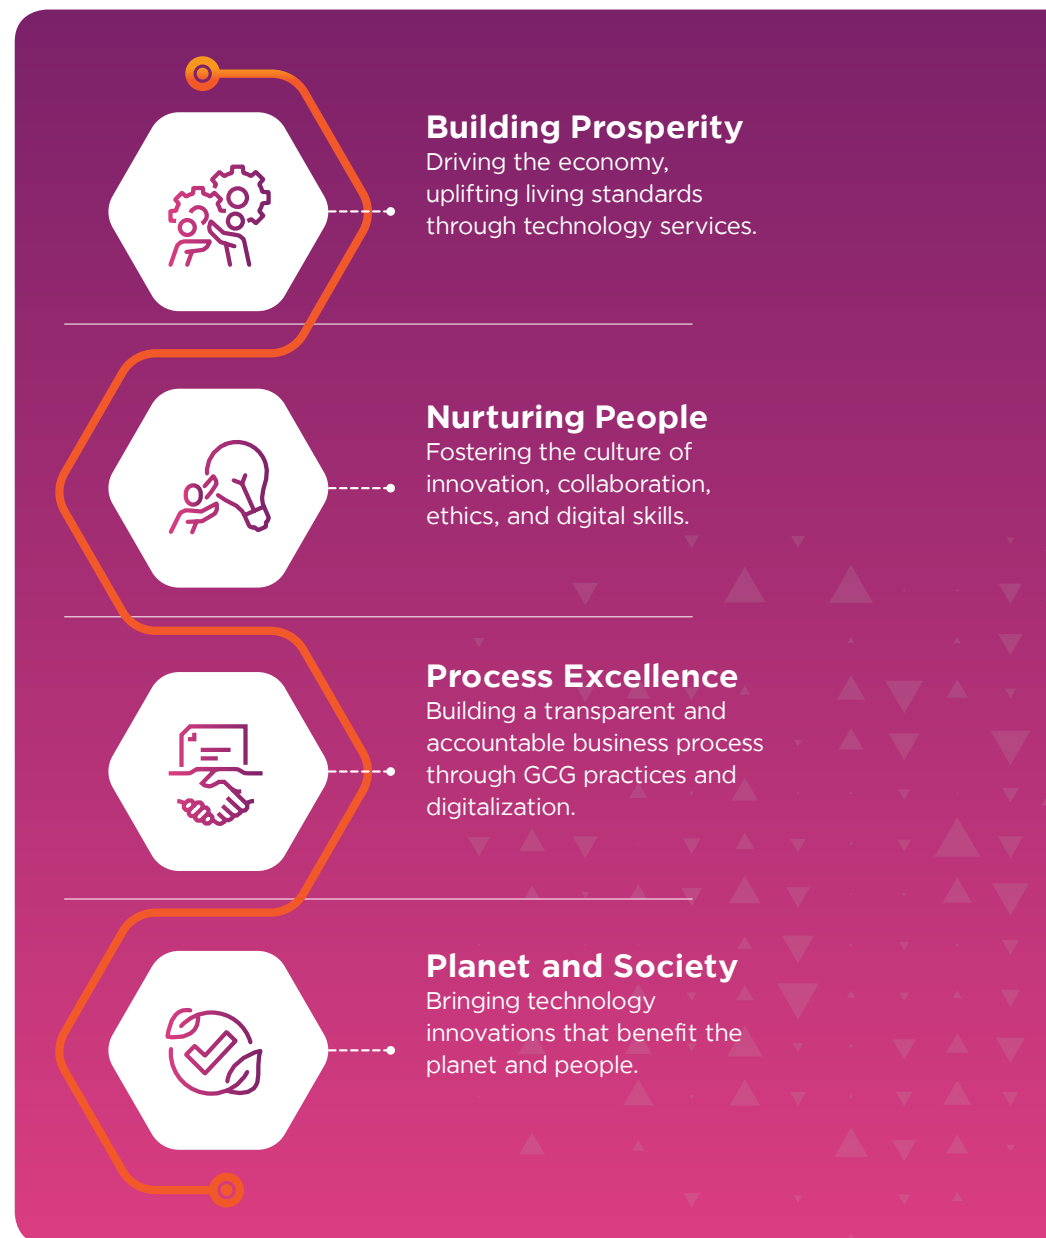 Building Prosperity
Driving the economy,
uplifting living standards
through technology services.
Nurturing People
Fostering the culture of
innovation, collaboration,
ethics, and digital skills.
Process Excellence
Building a transparent and
accountable business process
through GCG practices and
digitalization.
Planet and Society
Bringing technology
innovations that benefit the
planet and people.